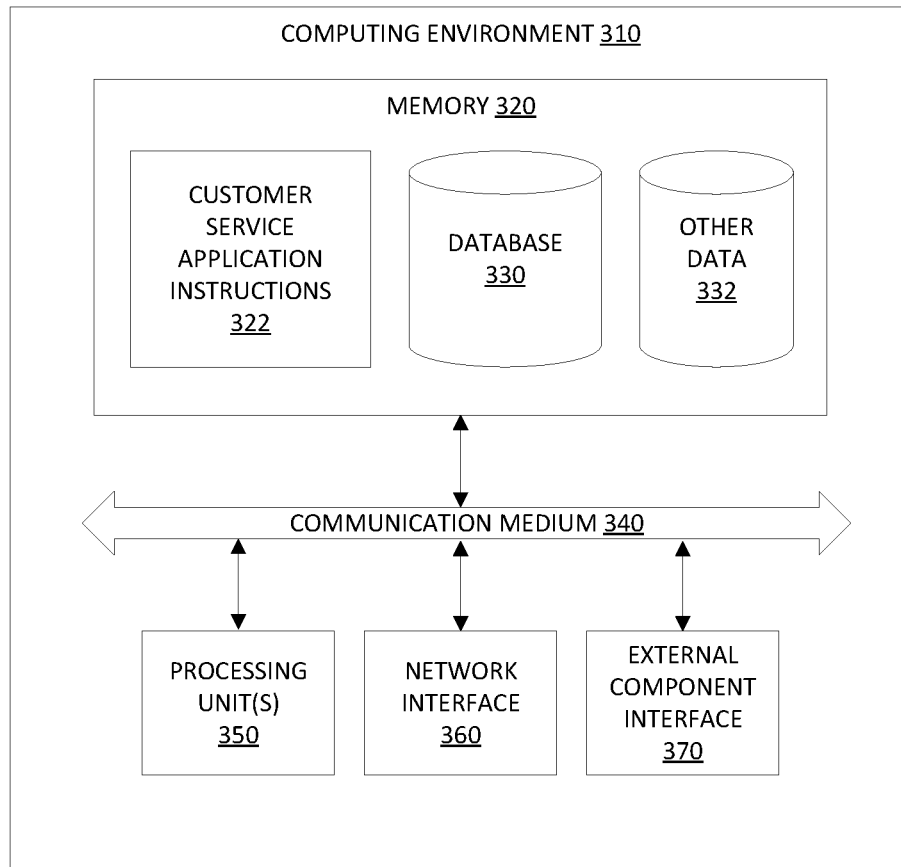 COMPUTING ENVIRONMENT 310
MEMORY 320
CUSTOMER
SERVICE
APPLICATION
INSTRUCTIONS
322
DATABASE
330
OTHER
DATA
332
COMMUNICATION MEDIUM 340
PROCESSING
UNIT(S)
350
NETWORK
INTERFACE
360
EXTERNAL
COMPONENT
INTERFACE
370